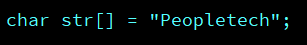 char str[] = "Peopletech";